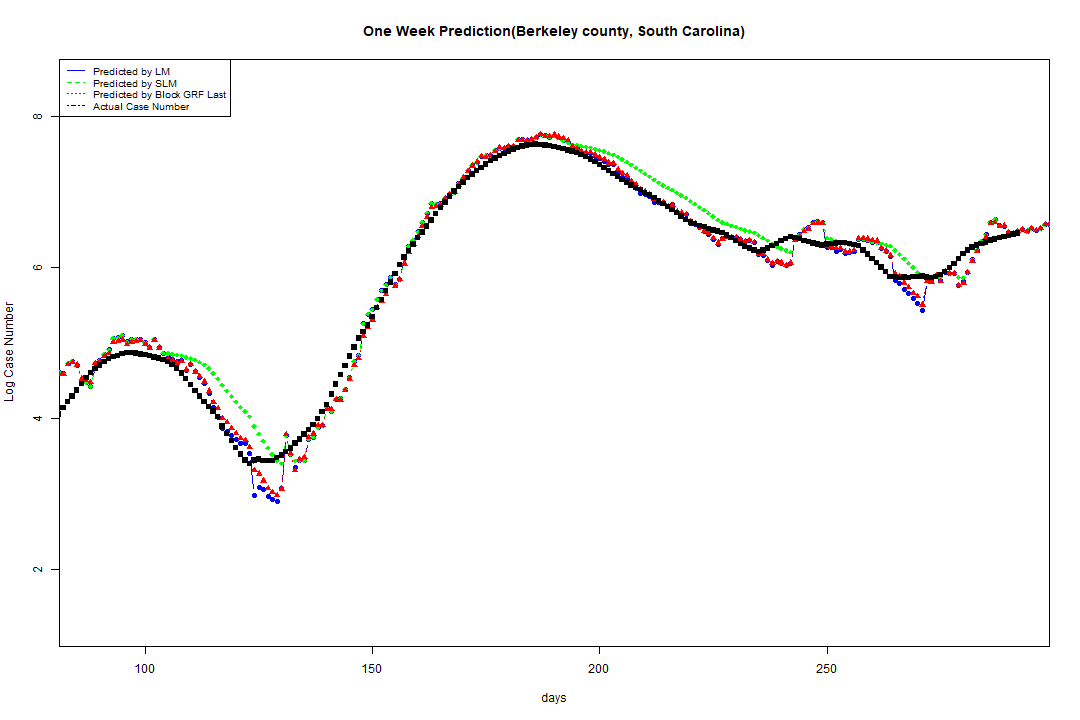 One Week Prediction(Berkeley county, South Carolina)
Predicted by LM
Predicted by SLM
Predicted by Block GRF Last
Actual Case Number
Log Case Number
8
6
4
2
100 150 200 250
days